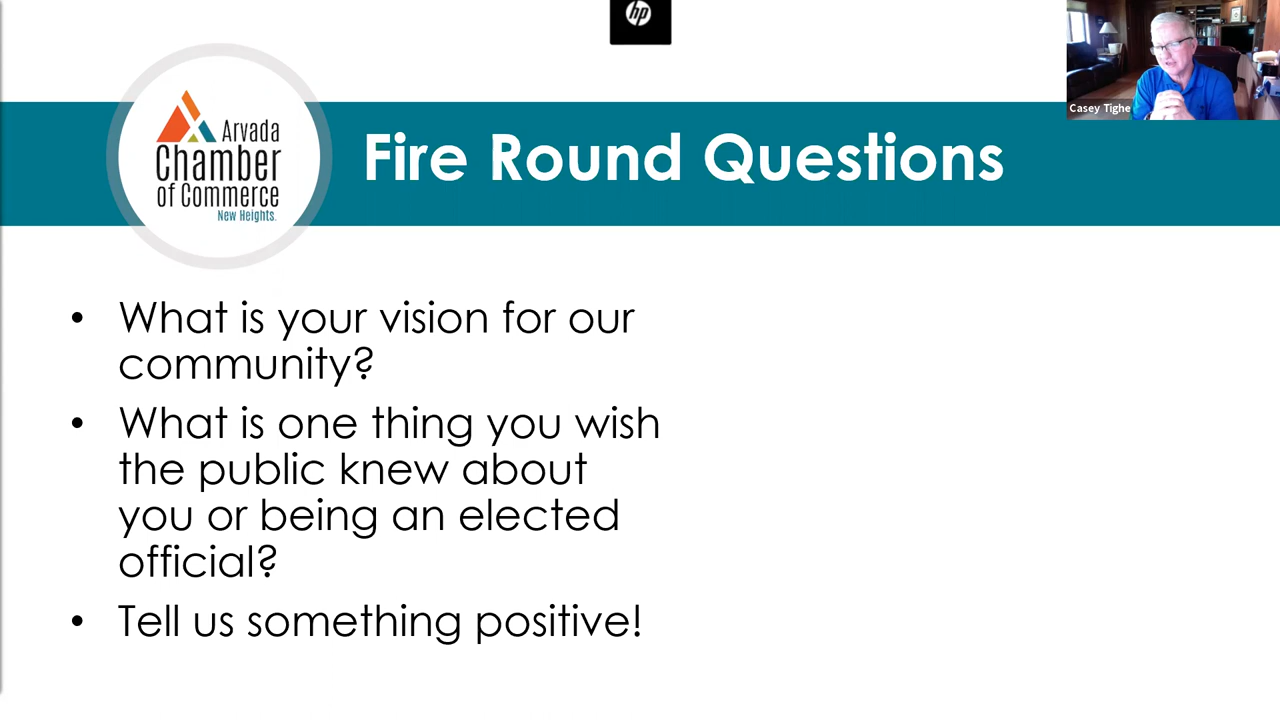 hp
Casey Tighe
Arvada
Chamber
of Commerce
New Heights.
Fire Round Questions
• What is your vision for our
community?
• What is one thing you wish
the public knew about
you or being an elected
official?
• Tell us something positive!